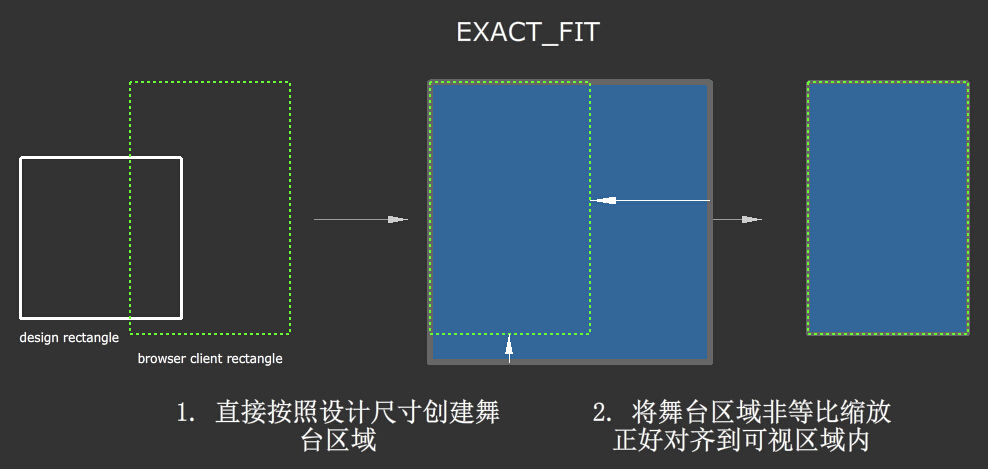 EXACT_FIT
design rectangle
browser client rectangle
1. 直接按照设计尺寸创建舞
台区域
2. 将舞台区域非等比缩放
正好对齐到可视区域内